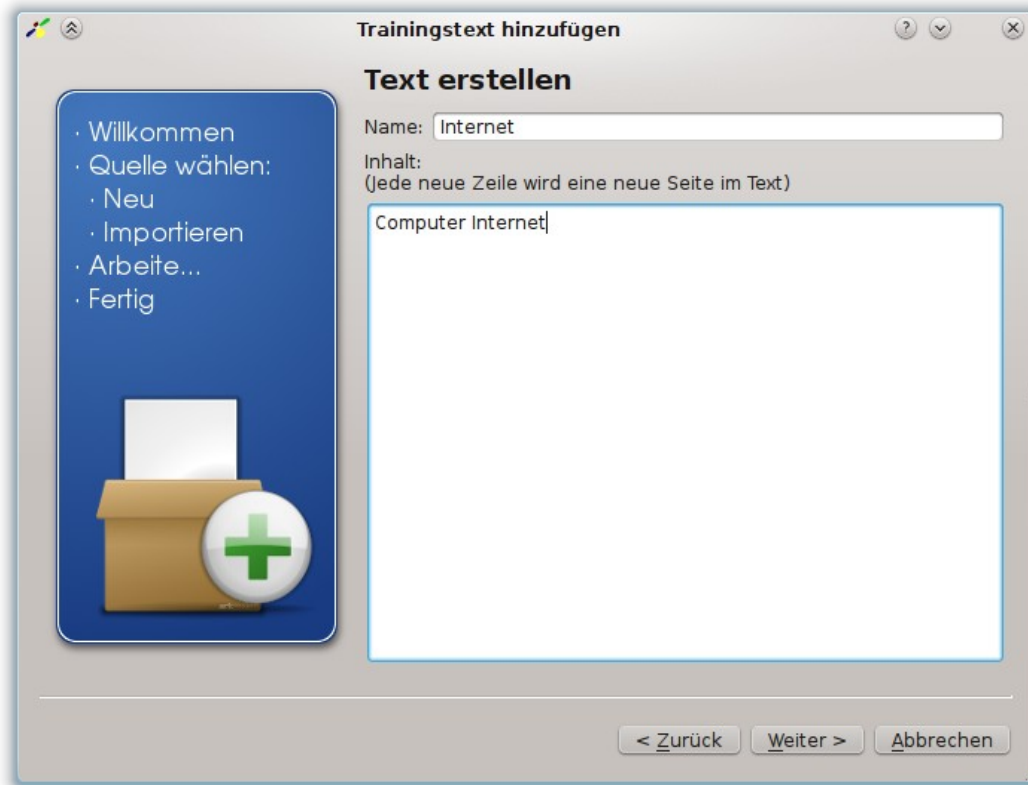 Trainingstext hinzufügen
Text erstellen
· Willkommen
· Quelle wählen:
· Neu
· Importieren
· Arbeite...
· Fertig
Name: Internet
Inhalt:
(Jede neue Zeile wird eine neue Seite im Text)
Computer Internet
< Zurück
Weiter >
Abbrechen